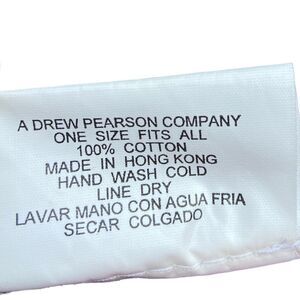 A DREW PEARSON COMPANY
ONE SIZE FITS ALL
100% COTTON
MADE IN HONG KONG
HAND WASH COLD
LINE DRY
LAVAR MANO CON AGUA FRIA
SECAR COLGADO